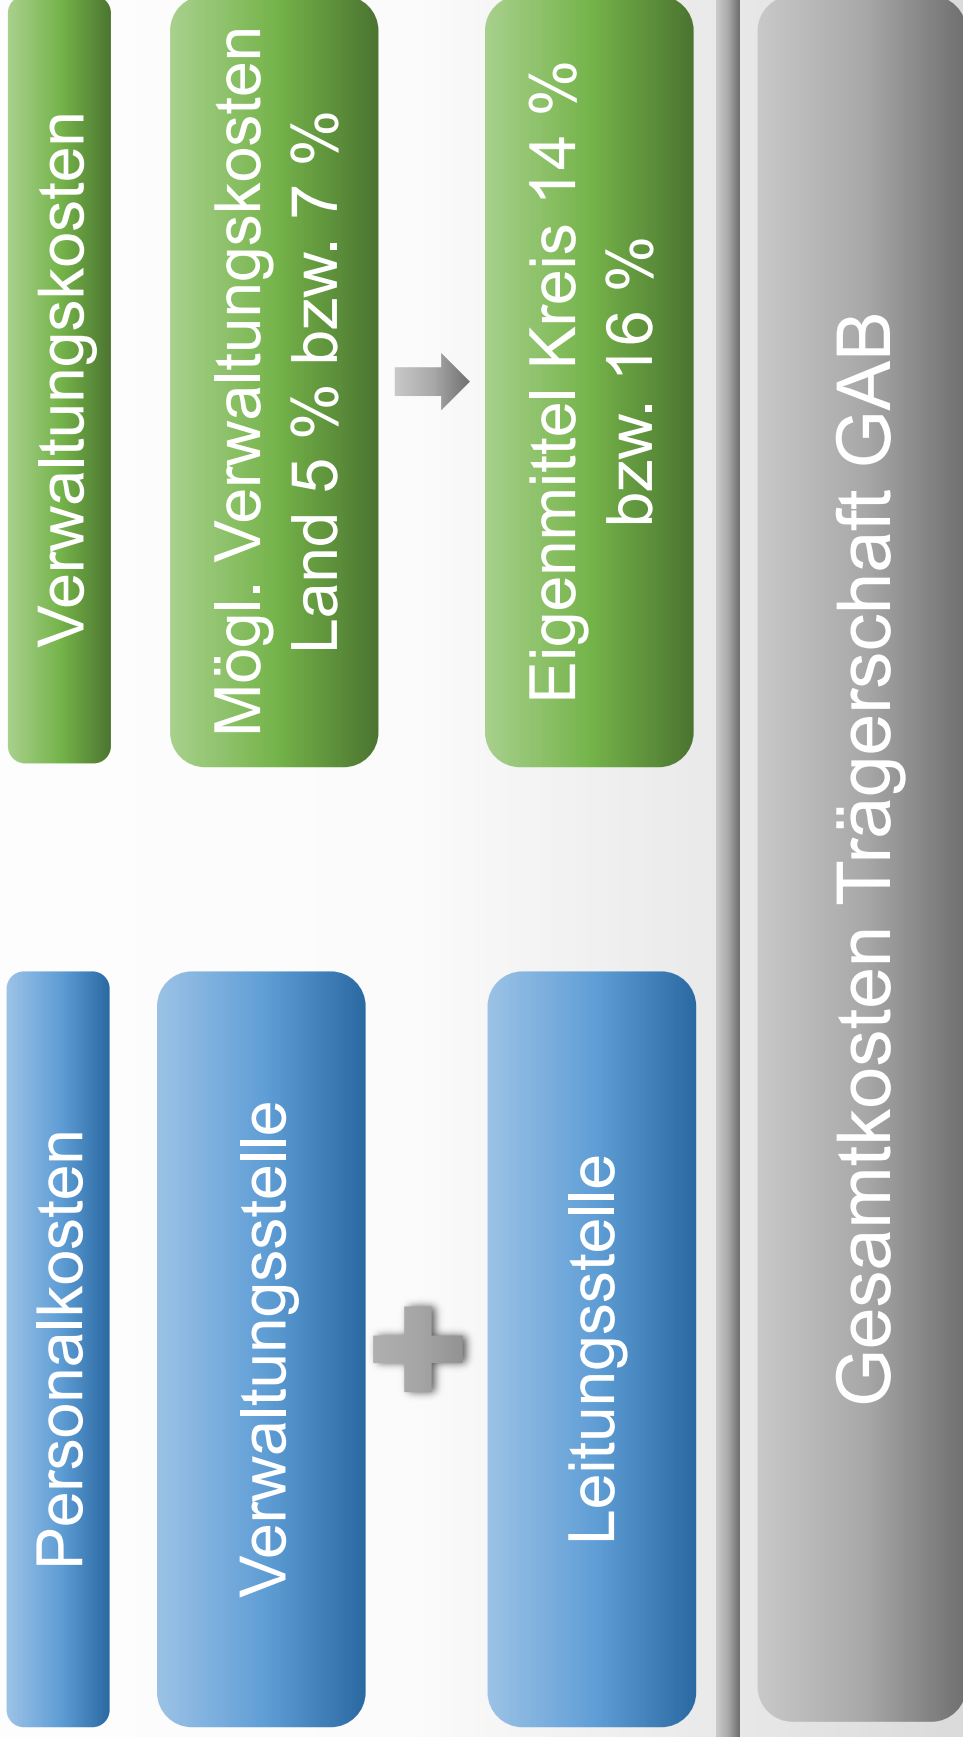 Personalkosten
Verwaltungsstelle
Leitungsstelle
Verwaltungskosten
Mögl. Verwaltungskosten
Land 5 % bzw. 7 %
Eigenmittel Kreis 14 %
bzw. 16 %
Gesamtkosten Trägerschaft GAB